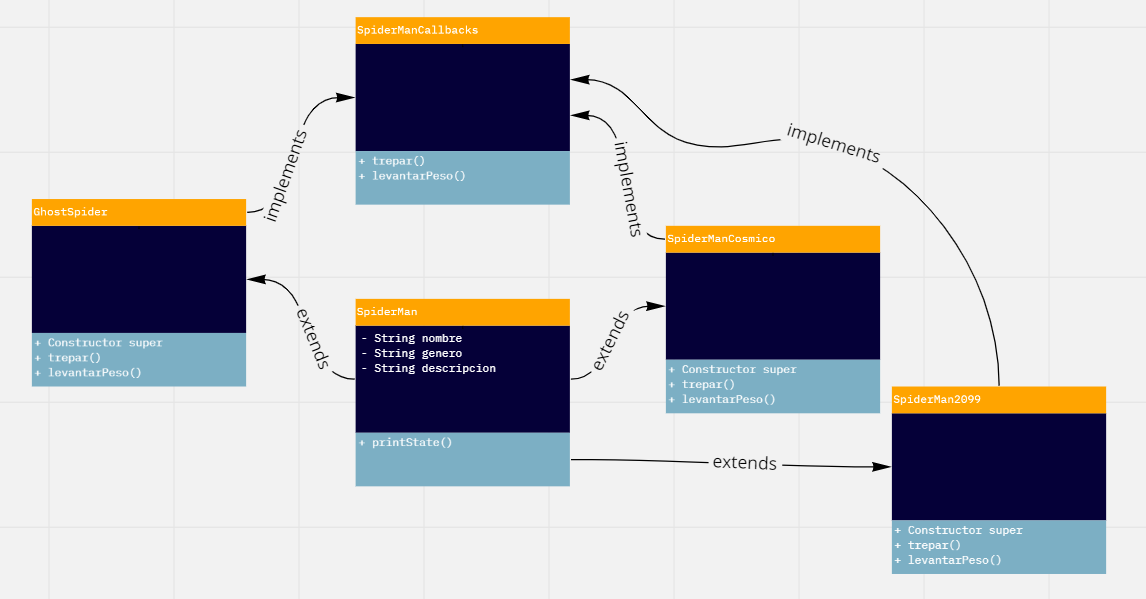 SpiderManCallbacks
+ trepar()
+ levantarPeso()
implements
implements
implements
GhostSpider
+ Constructor super
+ trepar()
+ levantarPeso()
extends
SpiderMan
- String nombre
- String genero
- String descripcion
+ printState()
extends
SpiderManCosmico
+ Constructor super
+ trepar()
+ levantarPeso()
extends
SpiderMan2099
+ Constructor super
+ trepar()
+ levantarPeso()